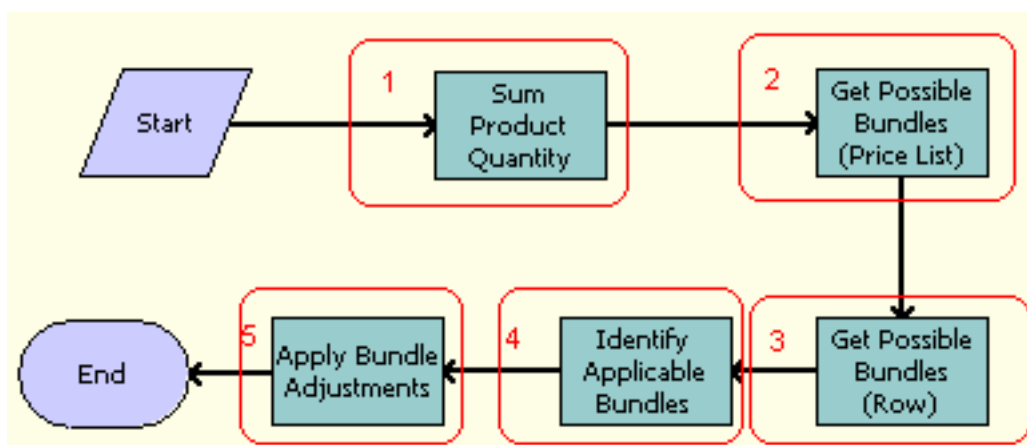 Start
1
Sum
Product
Quantity
2
Get Possible
Bundles
(Price List)
3
Get Possible
Bundles
(Row)
4
Identify
Applicable
Bundles
5
Apply Bundle
Adjustments
End